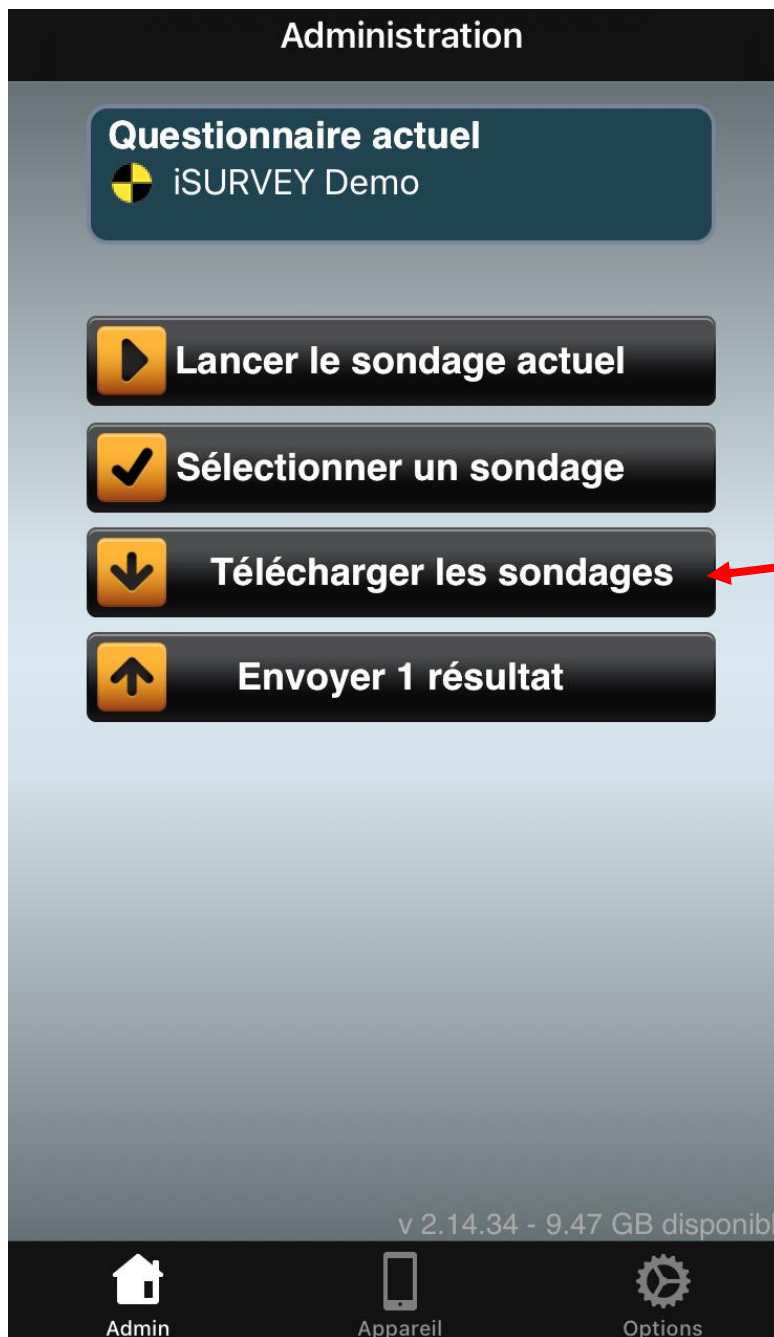 Administration
Questionnaire actuel
iSURVEY Demo
Lancer le sondage actuel
Sélectionner un sondage
Télécharger les sondages
Envoyer 1 résultat
v 2.14.34 - 9.47 GB disponibl
Admin
Appareil
Options